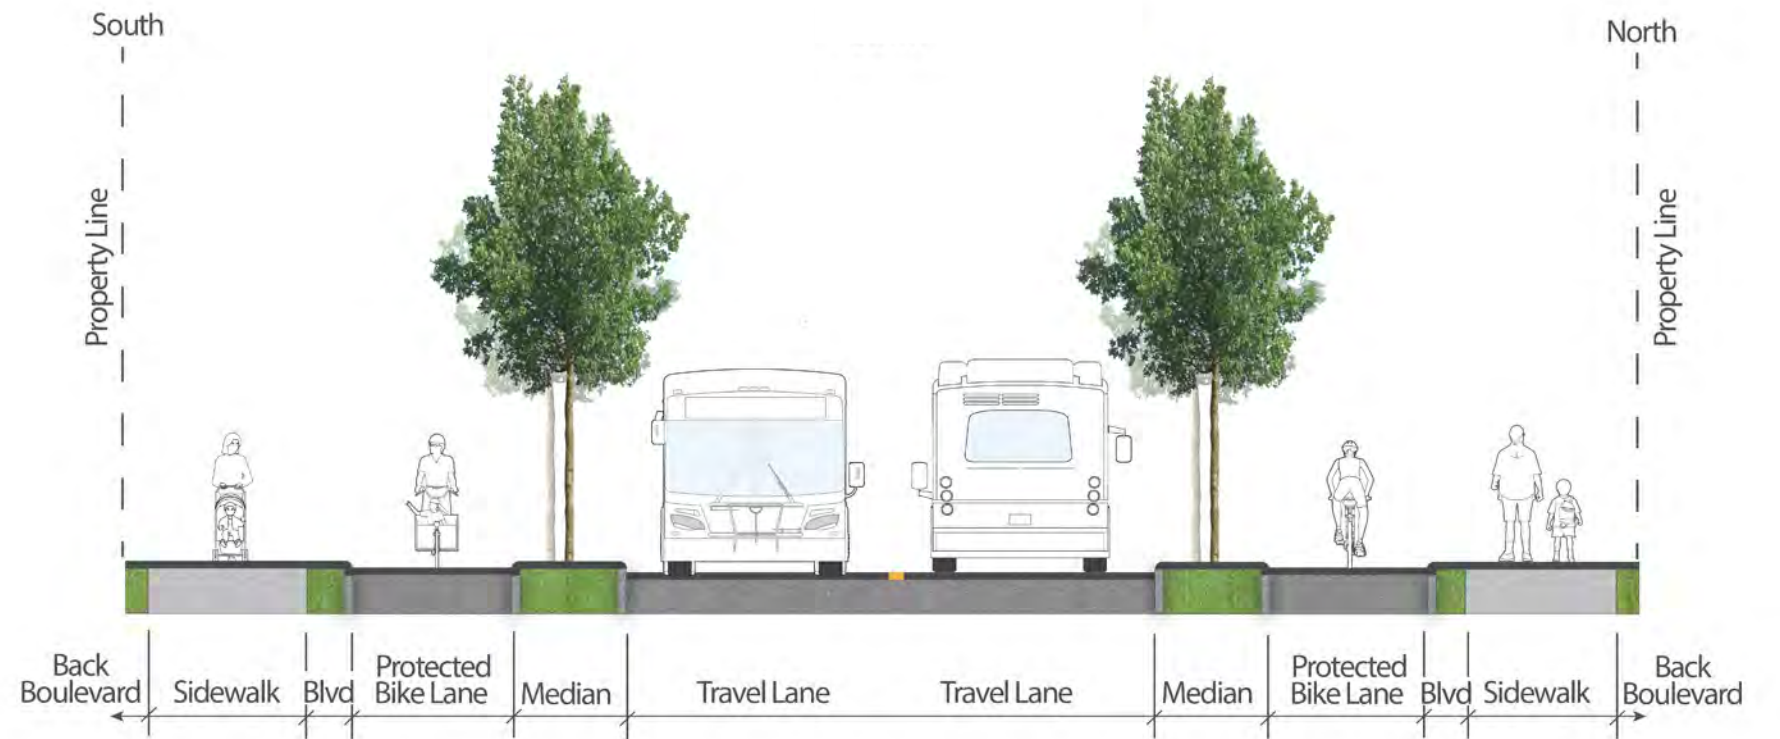 South
North
Property Line
Property Line
Back
Boulevard
Sidewalk
Blvd
Protected
Bike Lane
Median
Travel Lane
Travel Lane
Median
Protected
Bike Lane
Blvd
Sidewalk
Back
Boulevard